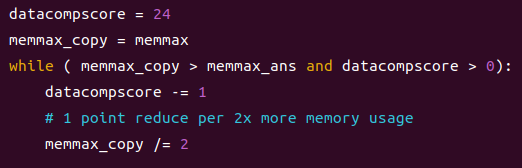 datacompscore = 24
memmax_copy = memmax
while ( memmax_copy > memmax_ans and datacompscore > 0):
    datacompscore -= 1
    # 1 point reduce per 2x more memory usage
    memmax_copy /= 2